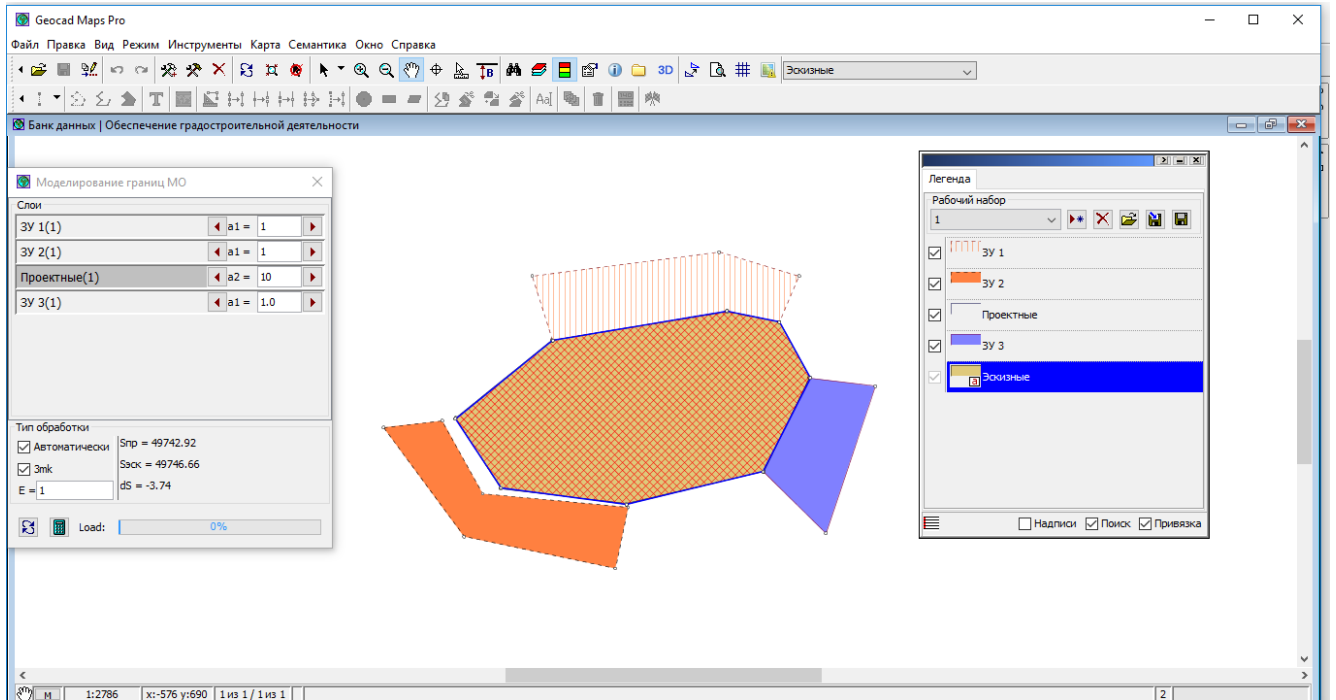 Geocad Maps Pro
Файл Правка Вид Режим Инструменты Карта Семантика Окно Справка
3D Эскизные
T Aa
Банк данных | Обеспечение градостроительной деятельности
Моделирование границ МО
Слои
ЗУ 1(1) a1 = 1
ЗУ 2(1) a1 = 1
Проектные(1) a2 = 10
ЗУ 3(1) a1 = 1.0
Тип обработки
Автоматически Sпр = 49742.92
3mk Sэск = 49746.66
E = 1 dS = -3.74
Load: 0%
Легенда
Рабочий набор
1
ЗУ 1
ЗУ 2
Проектные
ЗУ 3
Эскизные
Надписи Поиск Привязка
М 1:2786 x:-576 y:690 1 из 1 / 1 из 1 2